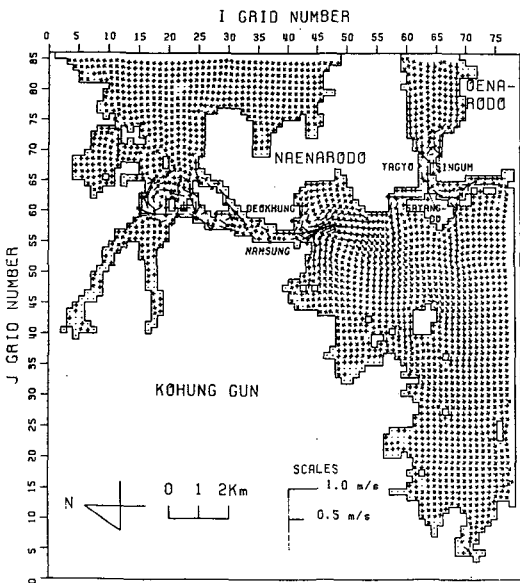 I GRID NUMBER
0 5 10 15 20 25 30 35 40 45 50 55 60 65 70 75
85
80
75
70
65
60
55
50
45
40
35
30
25
20
15
10
5
0
J GRID NUMBER
OENA-
RODO
NAENARODO
YAGYO
SINGUM
DEOKHUNG
SATANG-
DO
NAMSUNG
KOHUNG GUN
SCALES
N
0 1 2Km
1.0 m/s
0.5 m/s